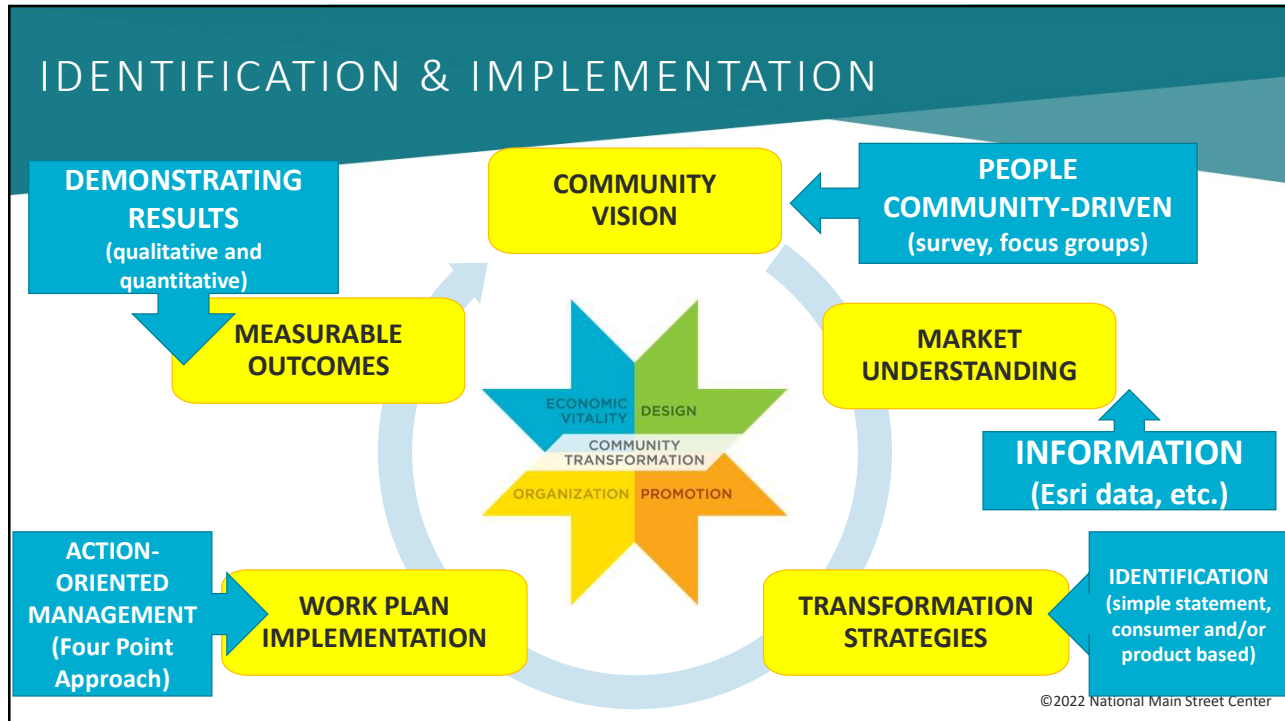 IDENTIFICATION & IMPLEMENTATION
DEMONSTRATING
RESULTS
(qualitative and
quantitative)
COMMUNITY
VISION
PEOPLE
COMMUNITY-DRIVEN
(survey, focus groups)
MEASURABLE
OUTCOMES
MARKET
UNDERSTANDING
ECONOMIC
VITALITY
DESIGN
COMMUNITY
TRANSFORMATION
ORGANIZATION
PROMOTION
INFORMATION
(Esri data, etc.)
ACTION-
ORIENTED
MANAGEMENT
(Four Point
Approach)
WORK PLAN
IMPLEMENTATION
TRANSFORMATION
STRATEGIES
IDENTIFICATION
(simple statement,
consumer and/or
product based)
©2022 National Main Street Center